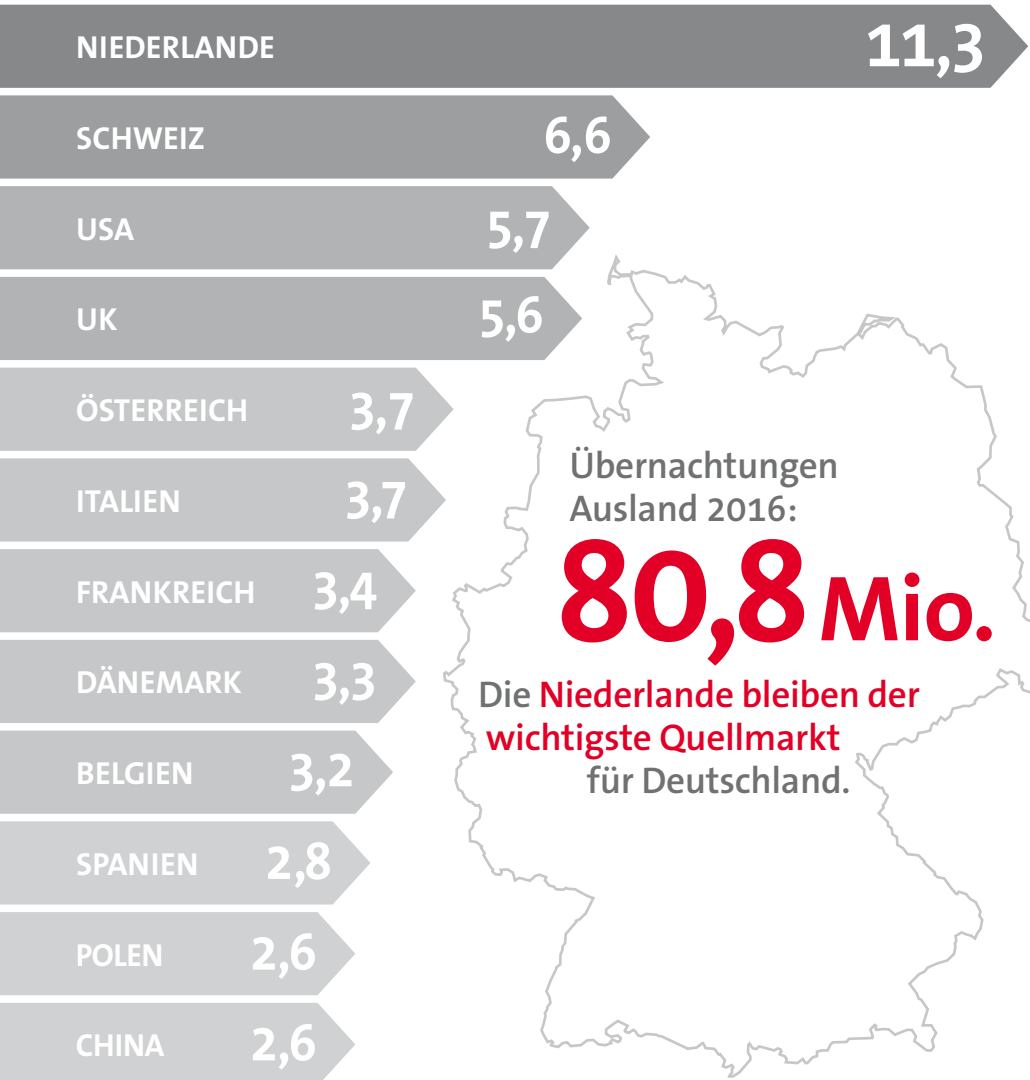 NIEDERLANDE 11,3
SCHWEIZ 6,6
USA 5,7
UK 5,6
ÖSTERREICH 3,7
ITALIEN 3,7
FRANKREICH 3,4
DÄNEMARK 3,3
BELGIEN 3,2
SPANIEN 2,8
POLEN 2,6
CHINA 2,6
Übernachtungen
Ausland 2016:
80,8 Mio.
Die Niederlande bleiben der
wichtigste Quellmarkt
für Deutschland.